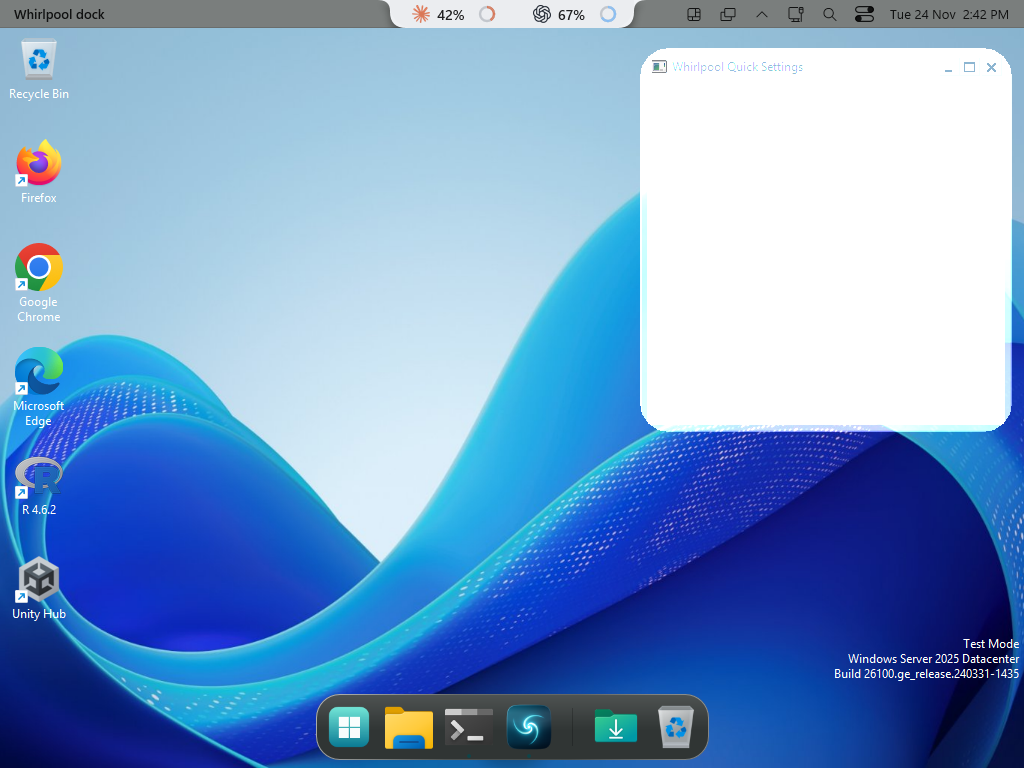 Whirlpool dock
42%
67%
Tue 24 Nov 2:42 PM
Recycle Bin
Firefox
Google
Chrome
Microsoft
Edge
R 4.6.2
Unity Hub
Whirlpool Quick Settings
Test Mode
Windows Server 2025 Datacenter
Build 26100.ge_release.240331-1435